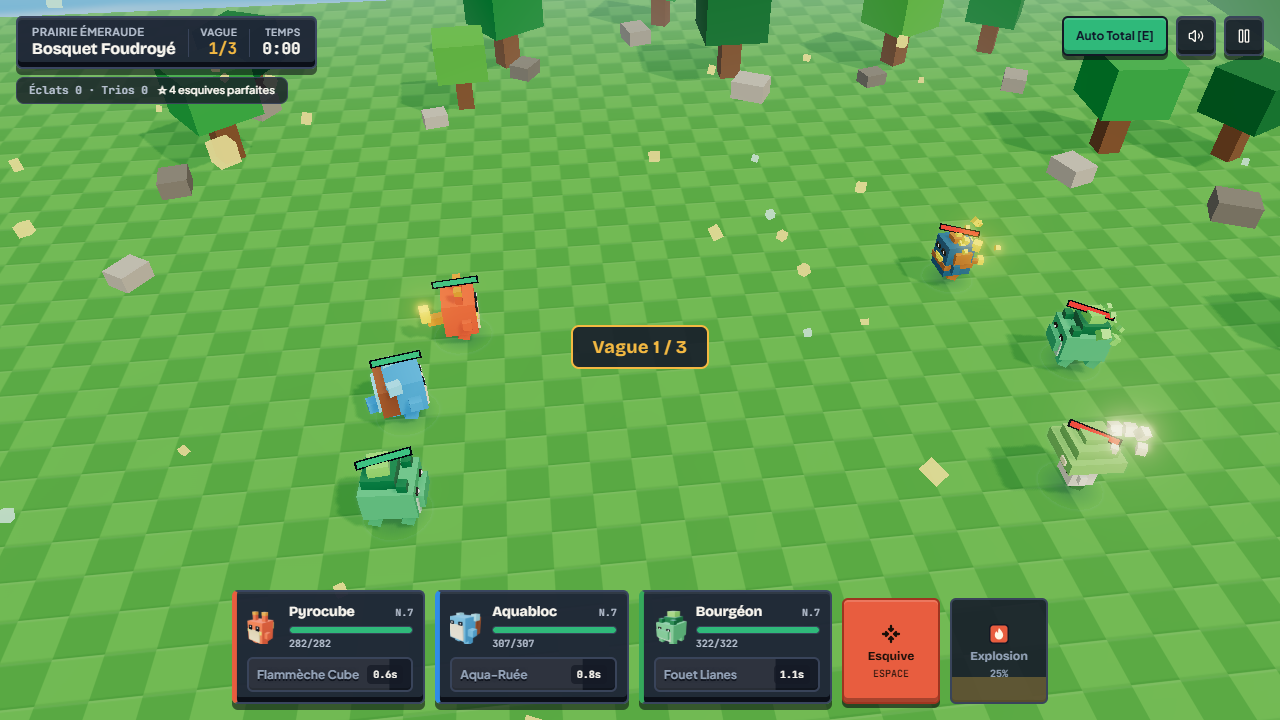 PRAIRIE ÉMERAUDE
Bosquet Foudroyé
VAGUE
1/3
TEMPS
0:00
Éclats 0 · Trios 0 ★ 4 esquives parfaites
Auto Total [E]
Vague 1 / 3
Pyrocube N.7
282/282
Flammèche Cube 0.6s
Aquabloc N.7
307/307
Aqua-Ruée 0.8s
Bourgéon N.7
322/322
Fouet Lianes 1.1s
Esquive
ESPACE
Explosion
25%